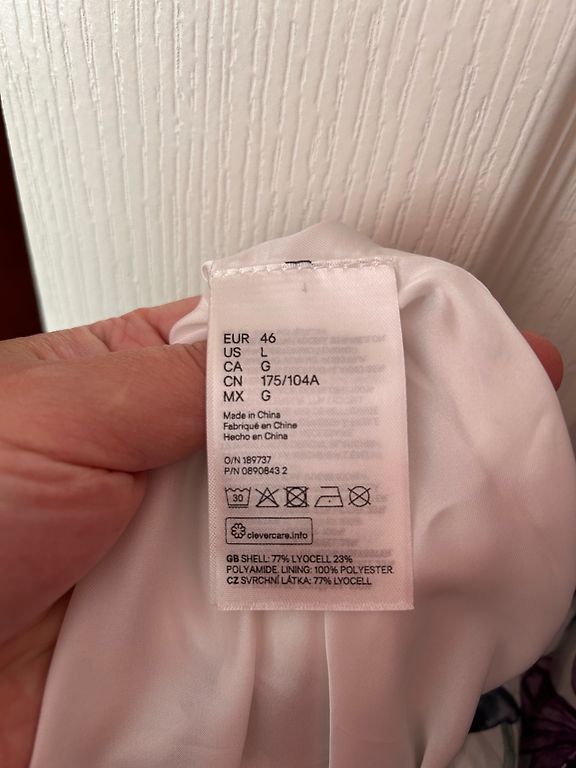 EUR 46
US L
CA G
CN 175/104A
MX G
Made in China
Fabriqué en Chine
Hecho en China
O/N 189737
P/N 0890843 2
30
clevercare.info
GB SHELL: 77% LYOCELL 23%
POLYAMIDE. LINING: 100% POLYESTER.
CZ SVRCHNÍ LÁTKA: 77% LYOCELL